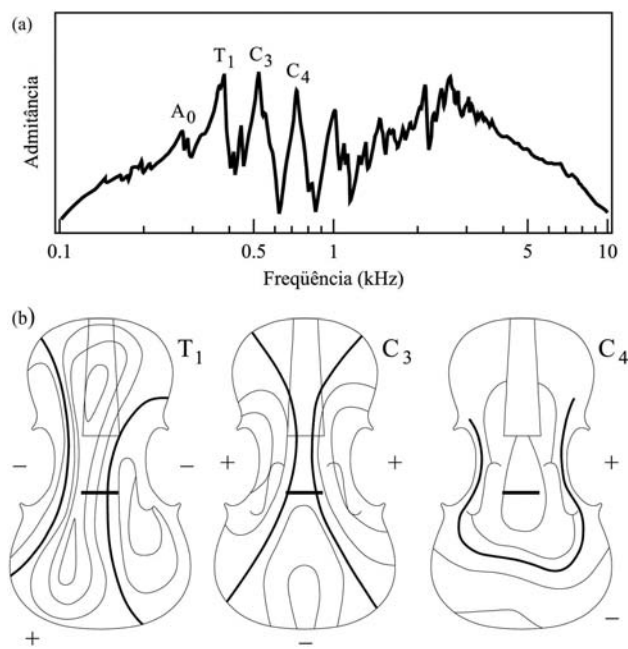 (a)
T1 C3
C4
A0
Admitância
0.1 0.5 1 5 10
Freqüência (kHz)
(b)
T1 C3 C4
– – + + +
+ – –